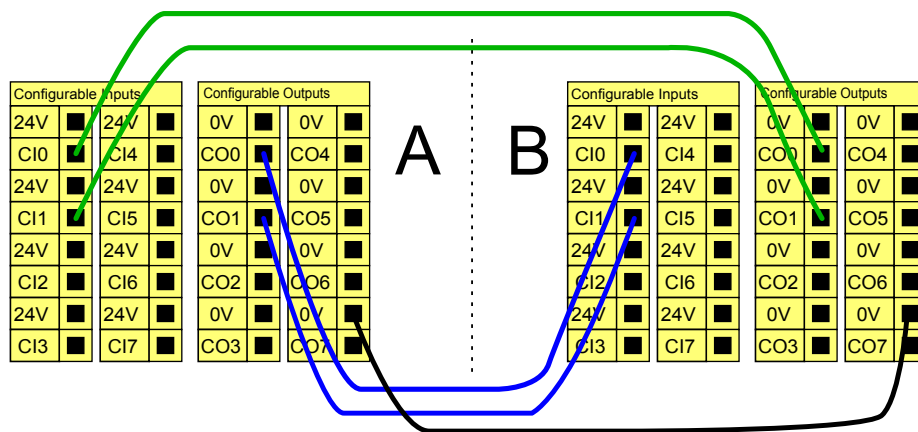 Configurable Inputs
24V 24V
CI0 CI4
24V 24V
CI1 CI5
24V 24V
CI2 CI6
24V 24V
CI3 CI7
Configurable Outputs
0V 0V
CO0 CO4
0V 0V
CO1 CO5
0V 0V
CO2 CO6
0V 0V
CO3 CO7
A
B
Configurable Inputs
24V 24V
CI0 CI4
24V 24V
CI1 CI5
24V 24V
CI2 CI6
24V 24V
CI3 CI7
Configurable Outputs
0V 0V
CO0 CO4
0V 0V
CO1 CO5
0V 0V
CO2 CO6
0V 0V
CO3 CO7